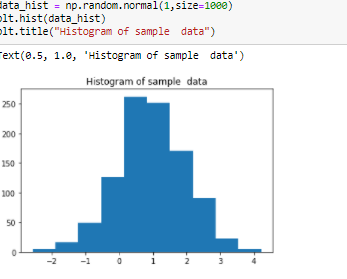 data_hist = np.random.normal(1,size=1000)
plt.hist(data_hist)
plt.title("Histogram of sample  data")
Text(0.5, 1.0, 'Histogram of sample  data')
Histogram of sample  data
250
200
150
100
50
0
−2 −1 0 1 2 3 4